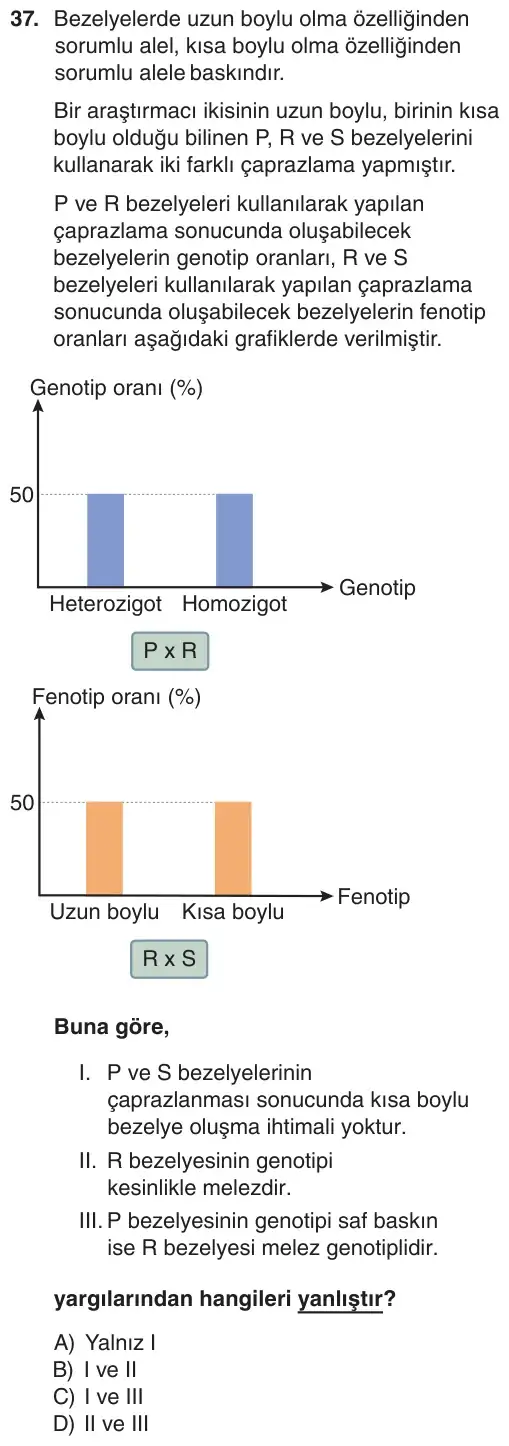 37. Bezelyelerde uzun boylu olma özelliğinden
sorumlu alel, kısa boylu olma özelliğinden
sorumlu alele baskındır.
Bir araştırmacı ikisinin uzun boylu, birinin kısa
boylu olduğu bilinen P, R ve S bezelyelerini
kullanarak iki farklı çaprazlama yapmıştır.
P ve R bezelyeleri kullanılarak yapılan
çaprazlama sonucunda oluşabilecek
bezelyelerin genotip oranları, R ve S
bezelyeleri kullanılarak yapılan çaprazlama
sonucunda oluşabilecek bezelyelerin fenotip
oranları aşağıdaki grafiklerde verilmiştir.
Genotip oranı (%)
50
Genotip
Heterozigot Homozigot
P x R
Fenotip oranı (%)
50
Fenotip
Uzun boylu Kısa boylu
R x S
Buna göre,
I. P ve S bezelyelerinin
çaprazlanması sonucunda kısa boylu
bezelye oluşma ihtimali yoktur.
II. R bezelyesinin genotipi
kesinlikle melezdir.
III. P bezelyesinin genotipi saf baskın
ise R bezelyesi melez genotiplidir.
yargılarından hangileri yanlıştır?
A) Yalnız I
B) I ve II
C) I ve III
D) II ve III